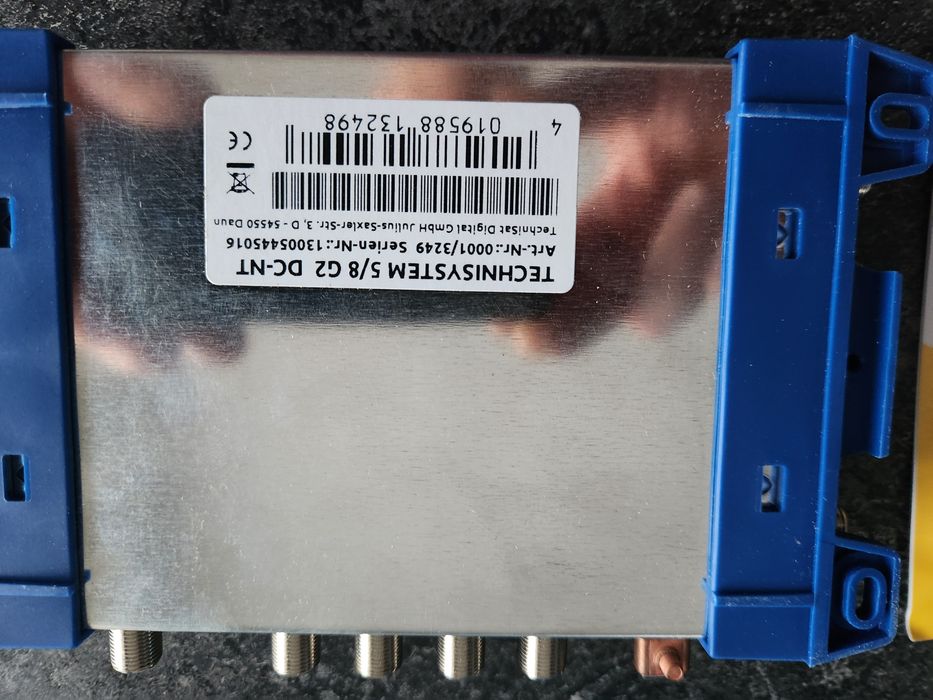 TECHNISYSTEM 5/8 G2 DC-NT
Art.-Nr.: 0001/3249 Serien-Nr.: 13005445016
TechniSat Digital GmbH Julius-Saxler-Str. 3, D - 54550 Daun
CE
4 019588 132498